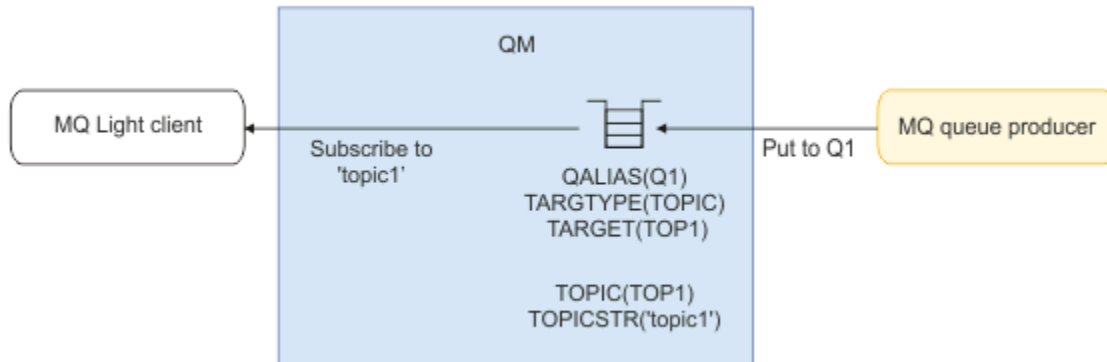 QM
MQ Light client
Subscribe to
'topic1'
Put to Q1
MQ queue producer
QALIAS(Q1)
TARGTYPE(TOPIC)
TARGET(TOP1)
TOPIC(TOP1)
TOPICSTR('topic1')